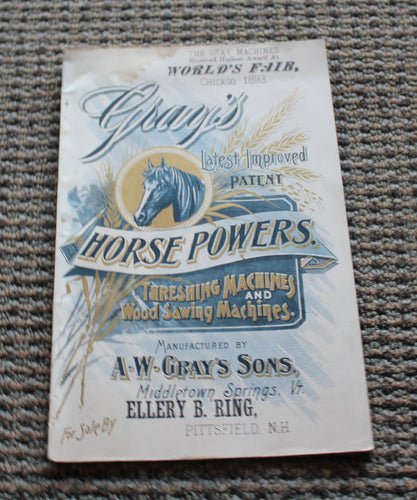 THE GRAY MACHINES
Received Highest Award At
WORLD'S FAIR,
CHICAGO 1893.
Gray's
Latest Improved
PATENT
HORSE POWERS.
THRESHING MACHINES
AND
Wood Sawing Machines.
MANUFACTURED BY
A-W-GRAY'S SONS,
Middletown Springs, Vt.
For Sale By
ELLERY B. RING,
PITTSFIELD, N.H.